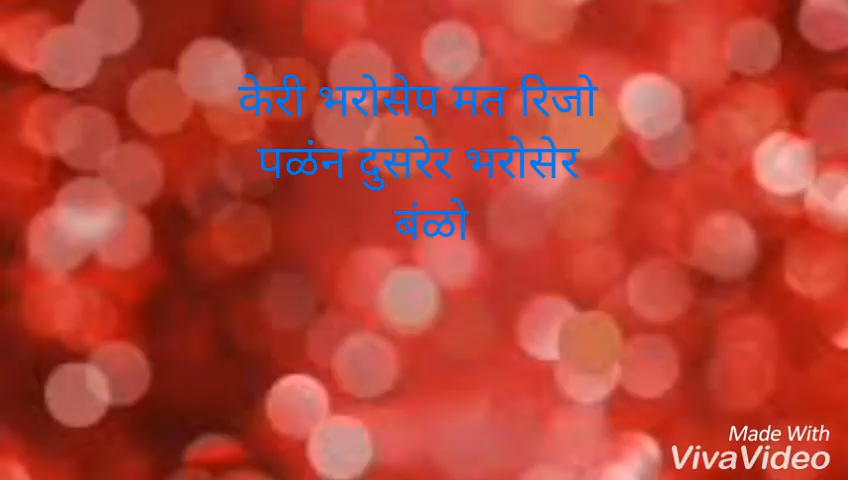 केरी भरोसेप मत रिजो
पळंन दुसरेर भरोसेर
बंळो
Made With
VivaVideo